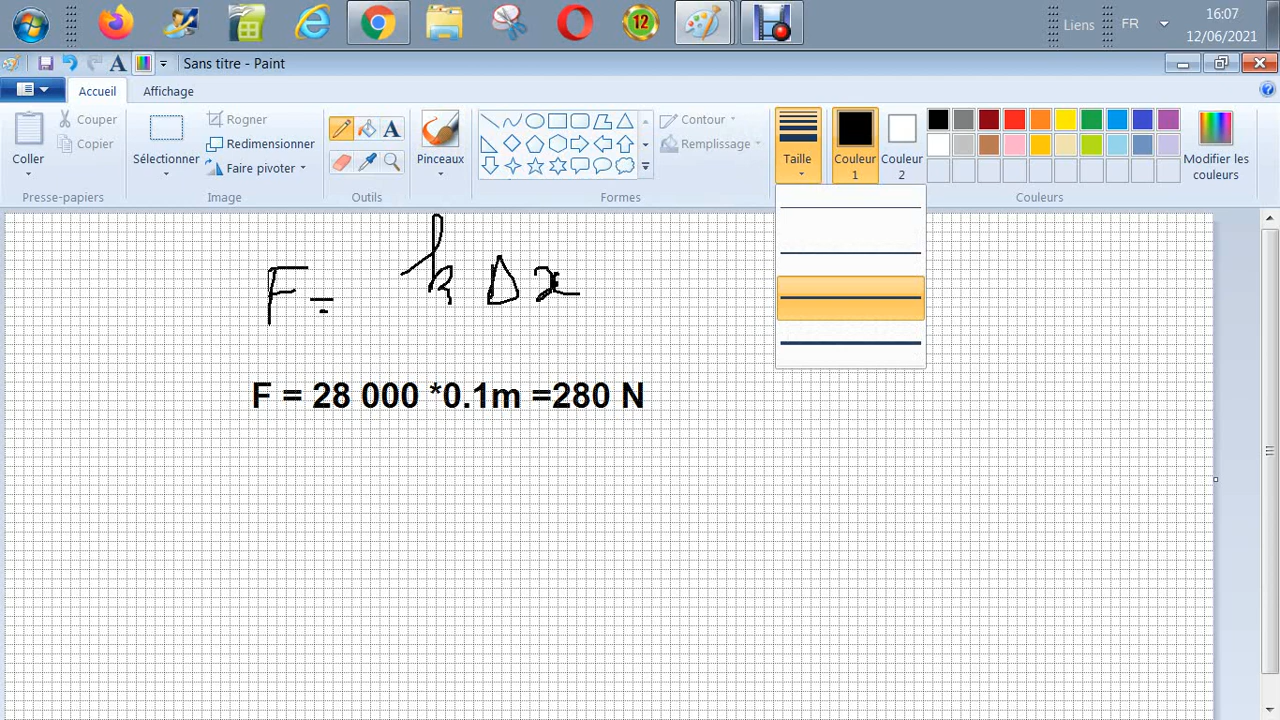 12
Liens
FR
16:07
12/06/2021
Sans titre - Paint
Accueil
Affichage
Coller
Couper
Copier
Presse-papiers
Sélectionner
Rogner
Redimensionner
Faire pivoter
Image
A
Outils
Pinceaux
Formes
Contour
Remplissage
Taille
Couleur 1
Couleur 2
Modifier les couleurs
Couleurs
F = k Δx
F = 28 000 *0.1m =280 N